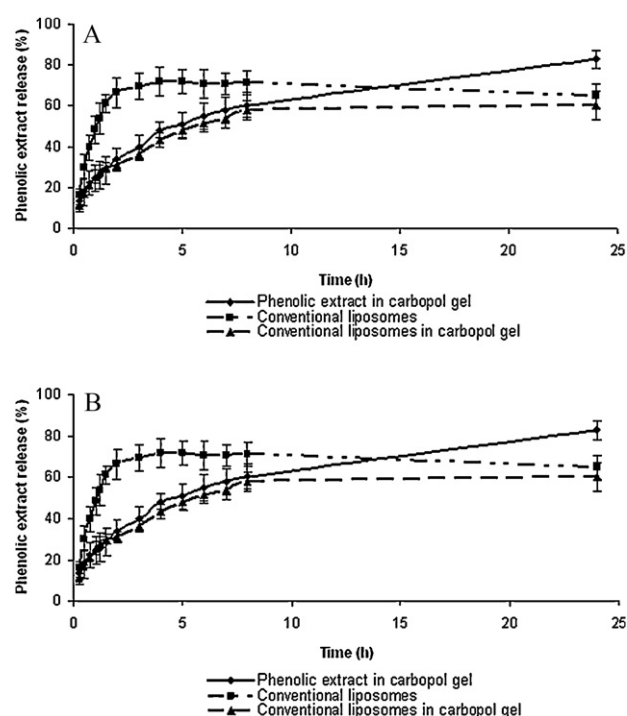 A
Phenolic extract release (%)
100
80
60
40
20
0
0 5 10 15 20 25
Time (h)
Phenolic extract in carbopol gel
Conventional liposomes
Conventional liposomes in carbopol gel
B
Phenolic extract release (%)
100
80
60
40
20
0
0 5 10 15 20 25
Time (h)
Phenolic extract in carbopol gel
Conventional liposomes
Conventional liposomes in carbopol gel